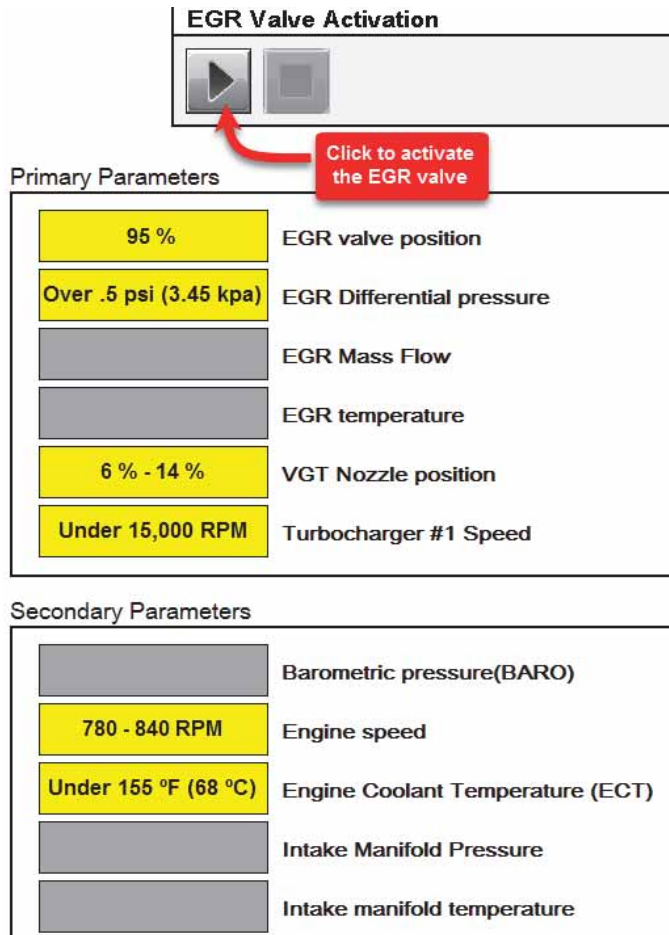 EGR Valve Activation
Click to activate
the EGR valve
Primary Parameters
95 % EGR valve position
Over .5 psi (3.45 kpa) EGR Differential pressure
EGR Mass Flow
EGR temperature
6 % - 14 % VGT Nozzle position
Under 15,000 RPM Turbocharger #1 Speed
Secondary Parameters
Barometric pressure(BARO)
780 - 840 RPM Engine speed
Under 155 ºF (68 ºC) Engine Coolant Temperature (ECT)
Intake Manifold Pressure
Intake manifold temperature